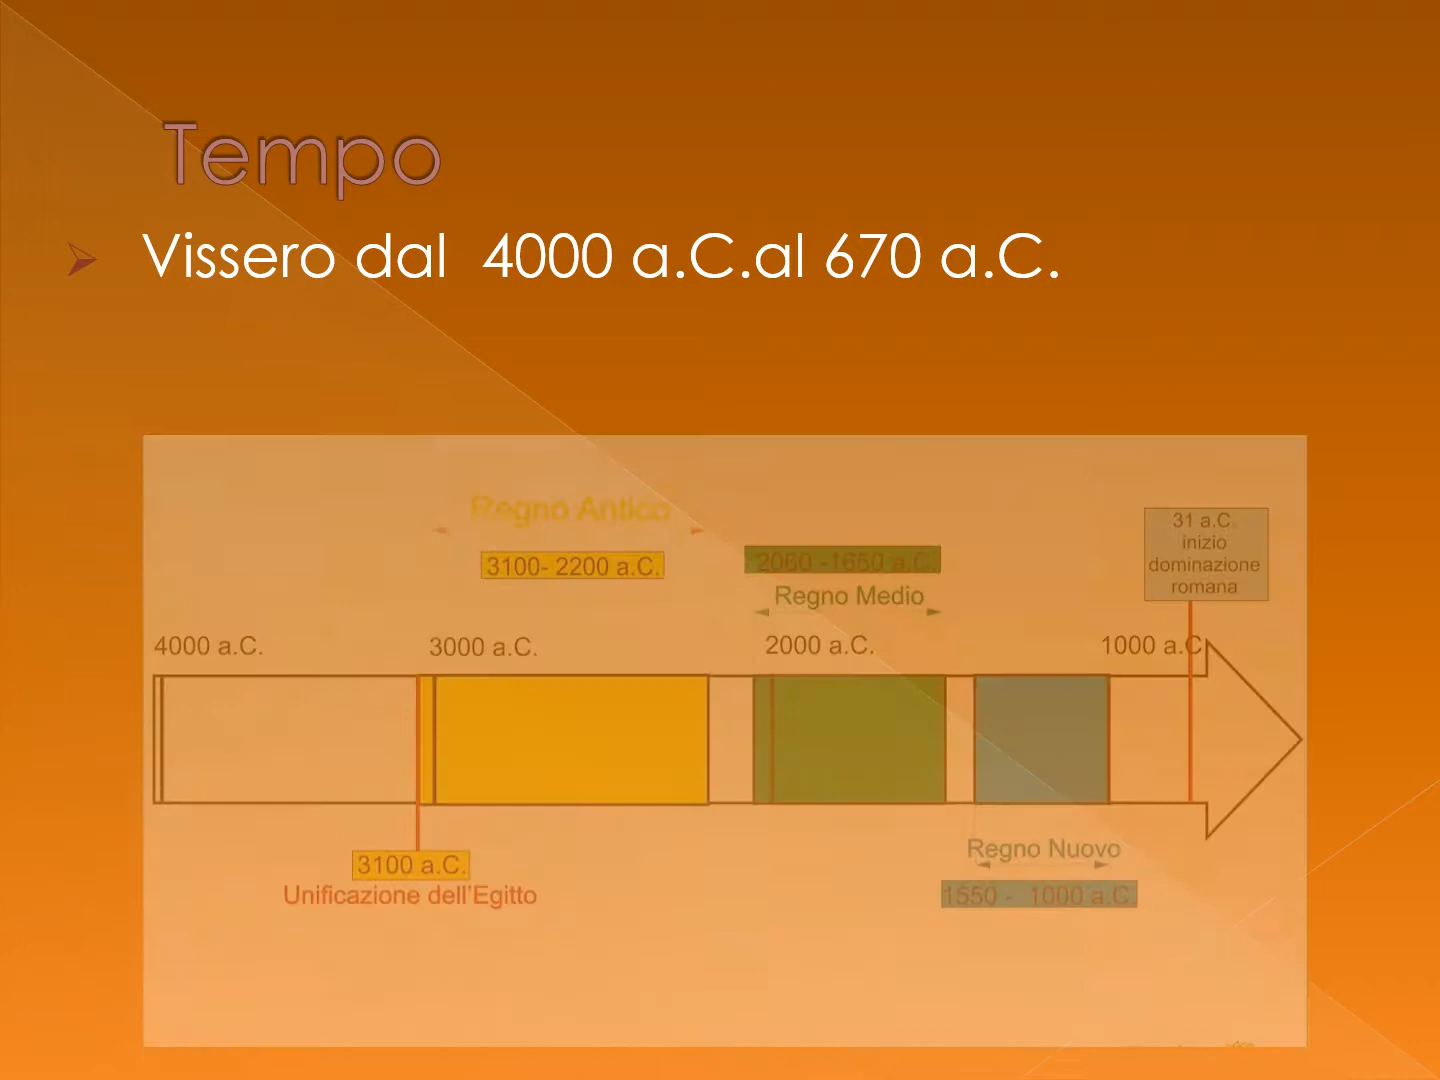 Tempo
Vissero dal 4000 a.C.al 670 a.C.
Regno Antico
3100- 2200 a.C.
2060 -1650 a.C.
Regno Medio
31 a.C.
inizio
dominazione
romana
4000 a.C.
3000 a.C.
2000 a.C.
1000 a.C.
3100 a.C.
Unificazione dell'Egitto
Regno Nuovo
1550 - 1000 a.C.